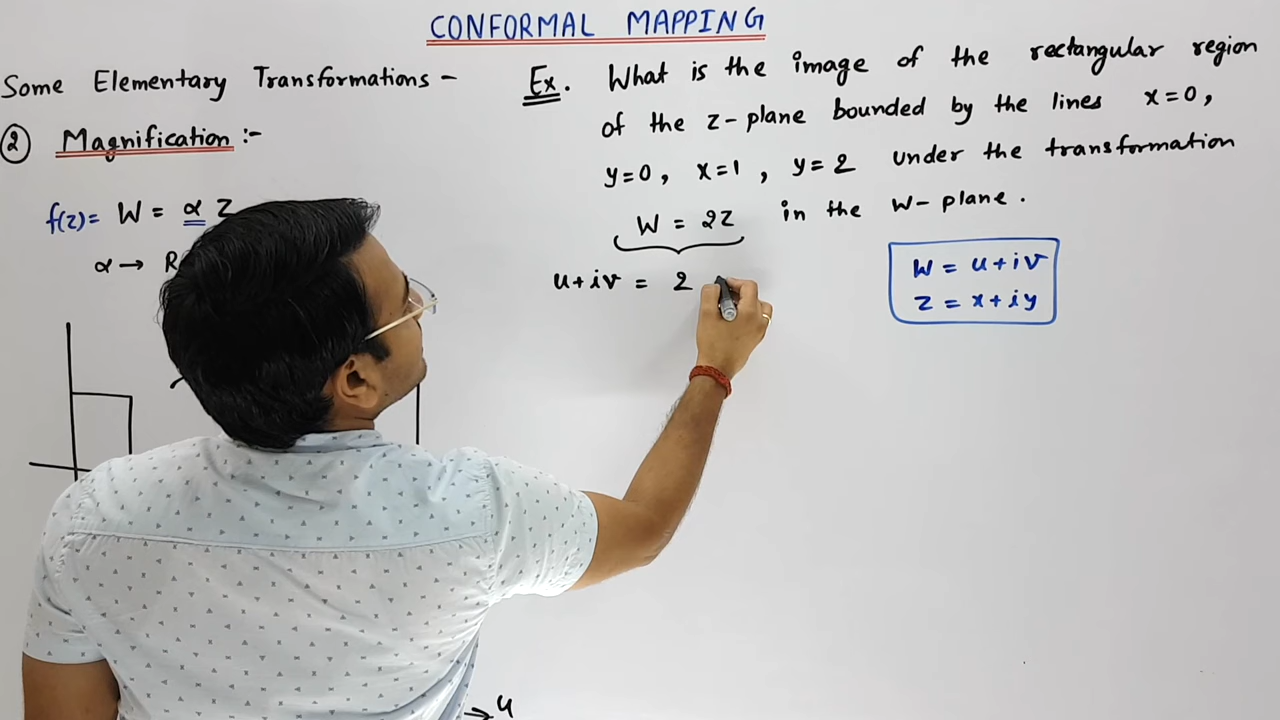 CONFORMAL MAPPING
Some Elementary Transformations -
② Magnification :-
f(z) = W = α Z
α →
Ex. What is the image of the rectangular region
of the z-plane bounded by the lines x=0,
y=0, x=1, y=2 under the transformation
W = 2Z in the W-plane.
u+iv = 2
W = u+iv
Z = x+iy
→ u